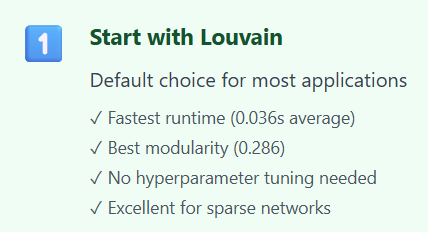 1
Start with Louvain
Default choice for most applications
✓ Fastest runtime (0.036s average)
✓ Best modularity (0.286)
✓ No hyperparameter tuning needed
✓ Excellent for sparse networks